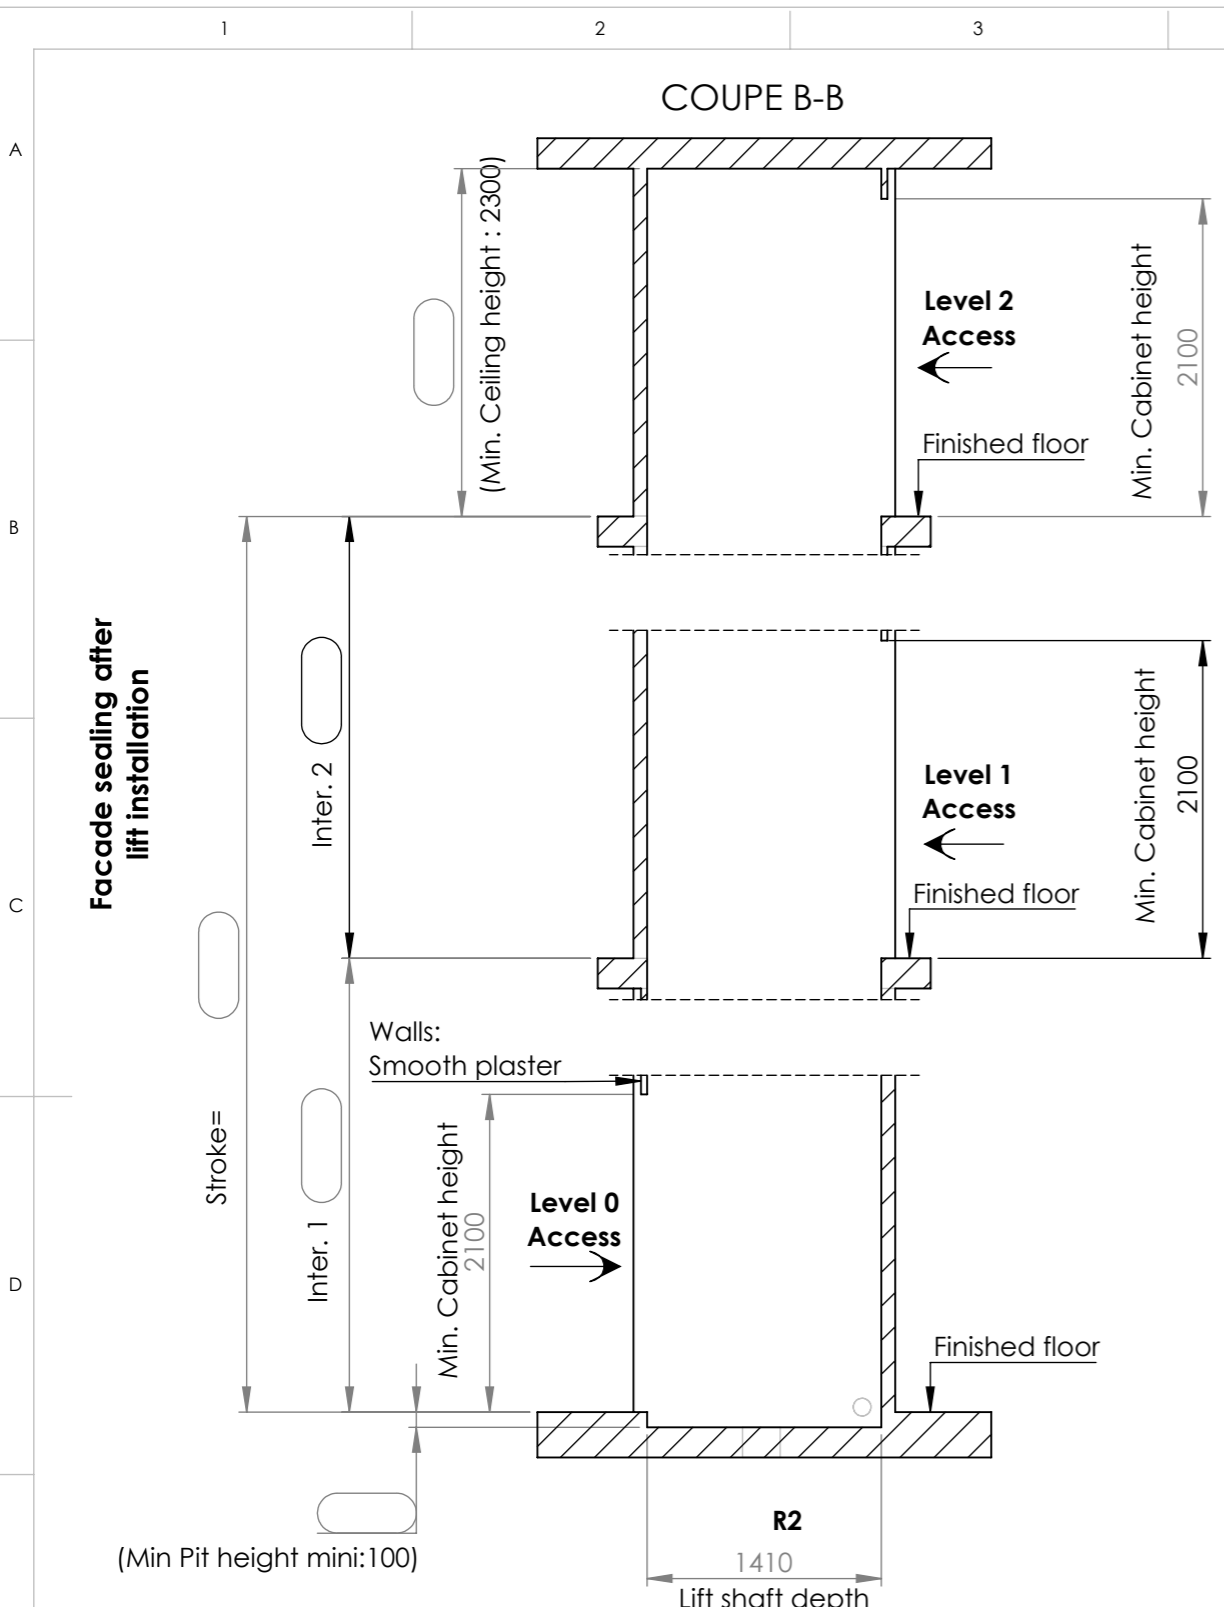 1
2
3
COUPE B-B
A
(Min. Ceiling height : 2300)
Level 2
Access
Min. Cabinet height
2100
Finished floor
B
Facade sealing after
lift installation
Inter. 2
Level 1
Access
Min. Cabinet height
2100
Finished floor
C
Walls:
Smooth plaster
Stroke=
Inter. 1
Min. Cabinet height
2100
Level 0
Access
D
Finished floor
(Min Pit height mini:100)
R2
1410
Lift shaft depth